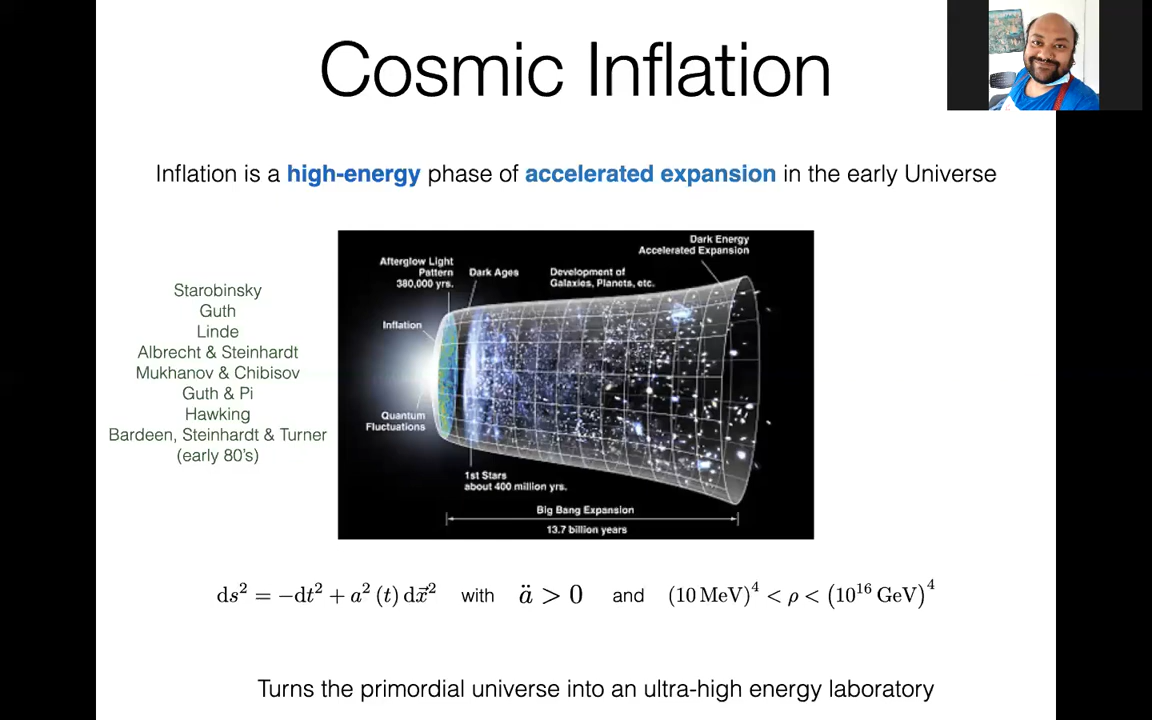 Cosmic Inflation
Inflation is a high-energy phase of accelerated expansion in the early Universe
Starobinsky
Guth
Linde
Albrecht & Steinhardt
Mukhanov & Chibisov
Guth & Pi
Hawking
Bardeen, Steinhardt & Turner
(early 80's)
Dark Energy
Accelerated Expansion
Afterglow Light
Pattern
380,000 yrs.
Dark Ages
Development of
Galaxies, Planets, etc.
Inflation
Quantum
Fluctuations
1st Stars
about 400 million yrs.
Big Bang Expansion
13.7 billion years
ds² = −dt² + a² (t) dx⃗² with ä > 0 and (10 MeV)⁴ < ρ < (10¹⁶ GeV)⁴
Turns the primordial universe into an ultra-high energy laboratory